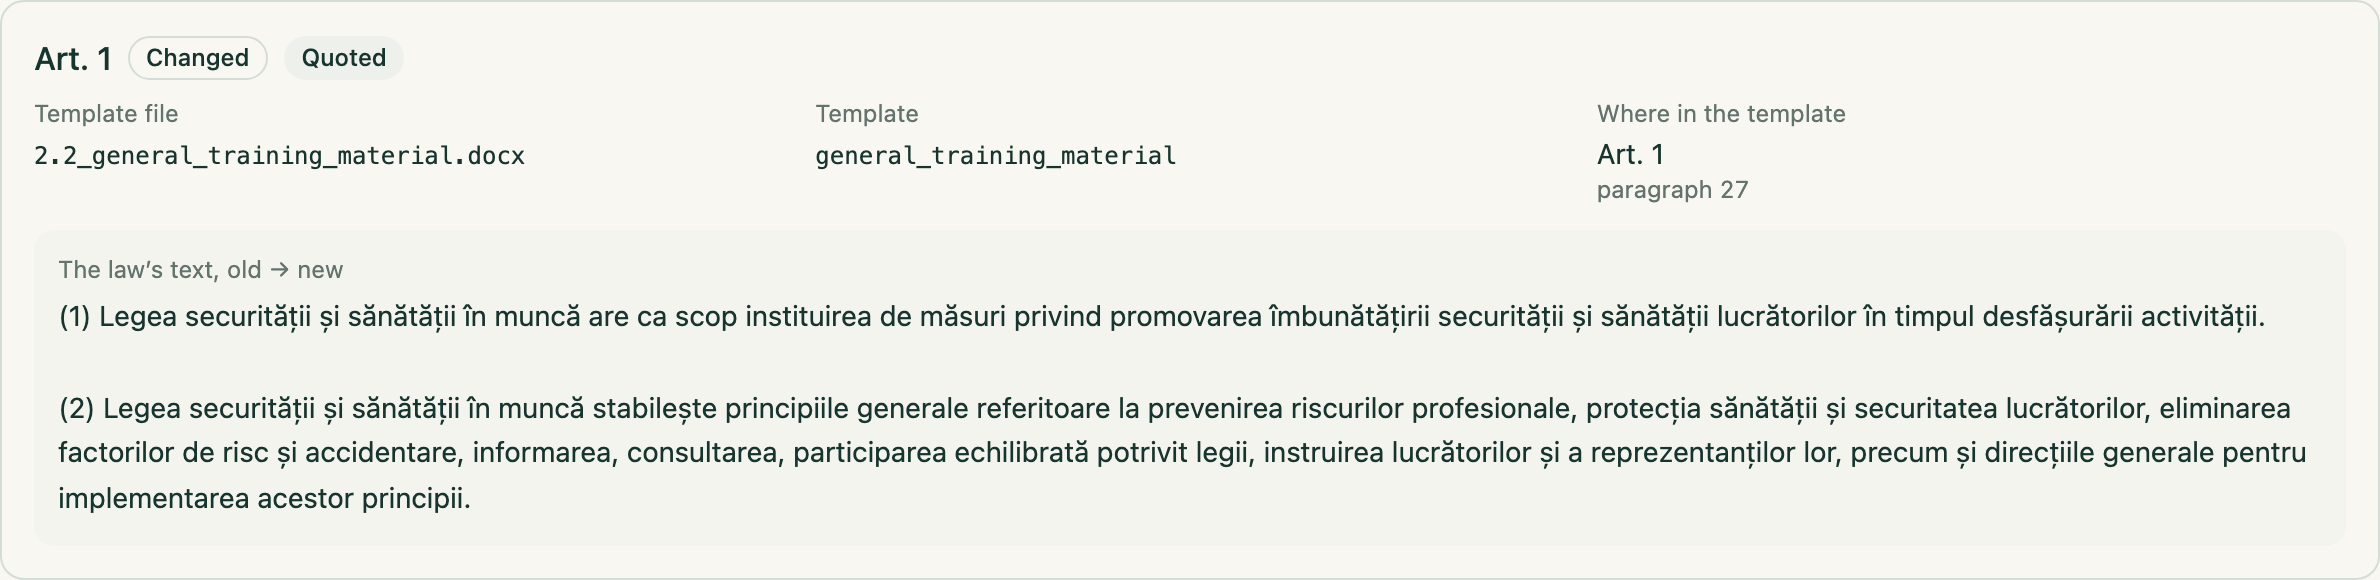 Art. 1 Changed Quoted
Template file Template Where in the template
2.2_general_training_material.docx general_training_material Art. 1
paragraph 27
The law’s text, old → new
(1) Legea securității și sănătății în muncă are ca scop instituirea de măsuri privind promovarea îmbunătățirii securității și sănătății lucrătorilor în timpul desfășurării activității.
(2) Legea securității și sănătății în muncă stabilește principiile generale referitoare la prevenirea riscurilor profesionale, protecția sănătății și securitatea lucrătorilor, eliminarea
factorilor de risc și accidentare, informarea, consultarea, participarea echilibrată potrivit legii, instruirea lucrătorilor și a reprezentanților lor, precum și direcțiile generale pentru
implementarea acestor principii.